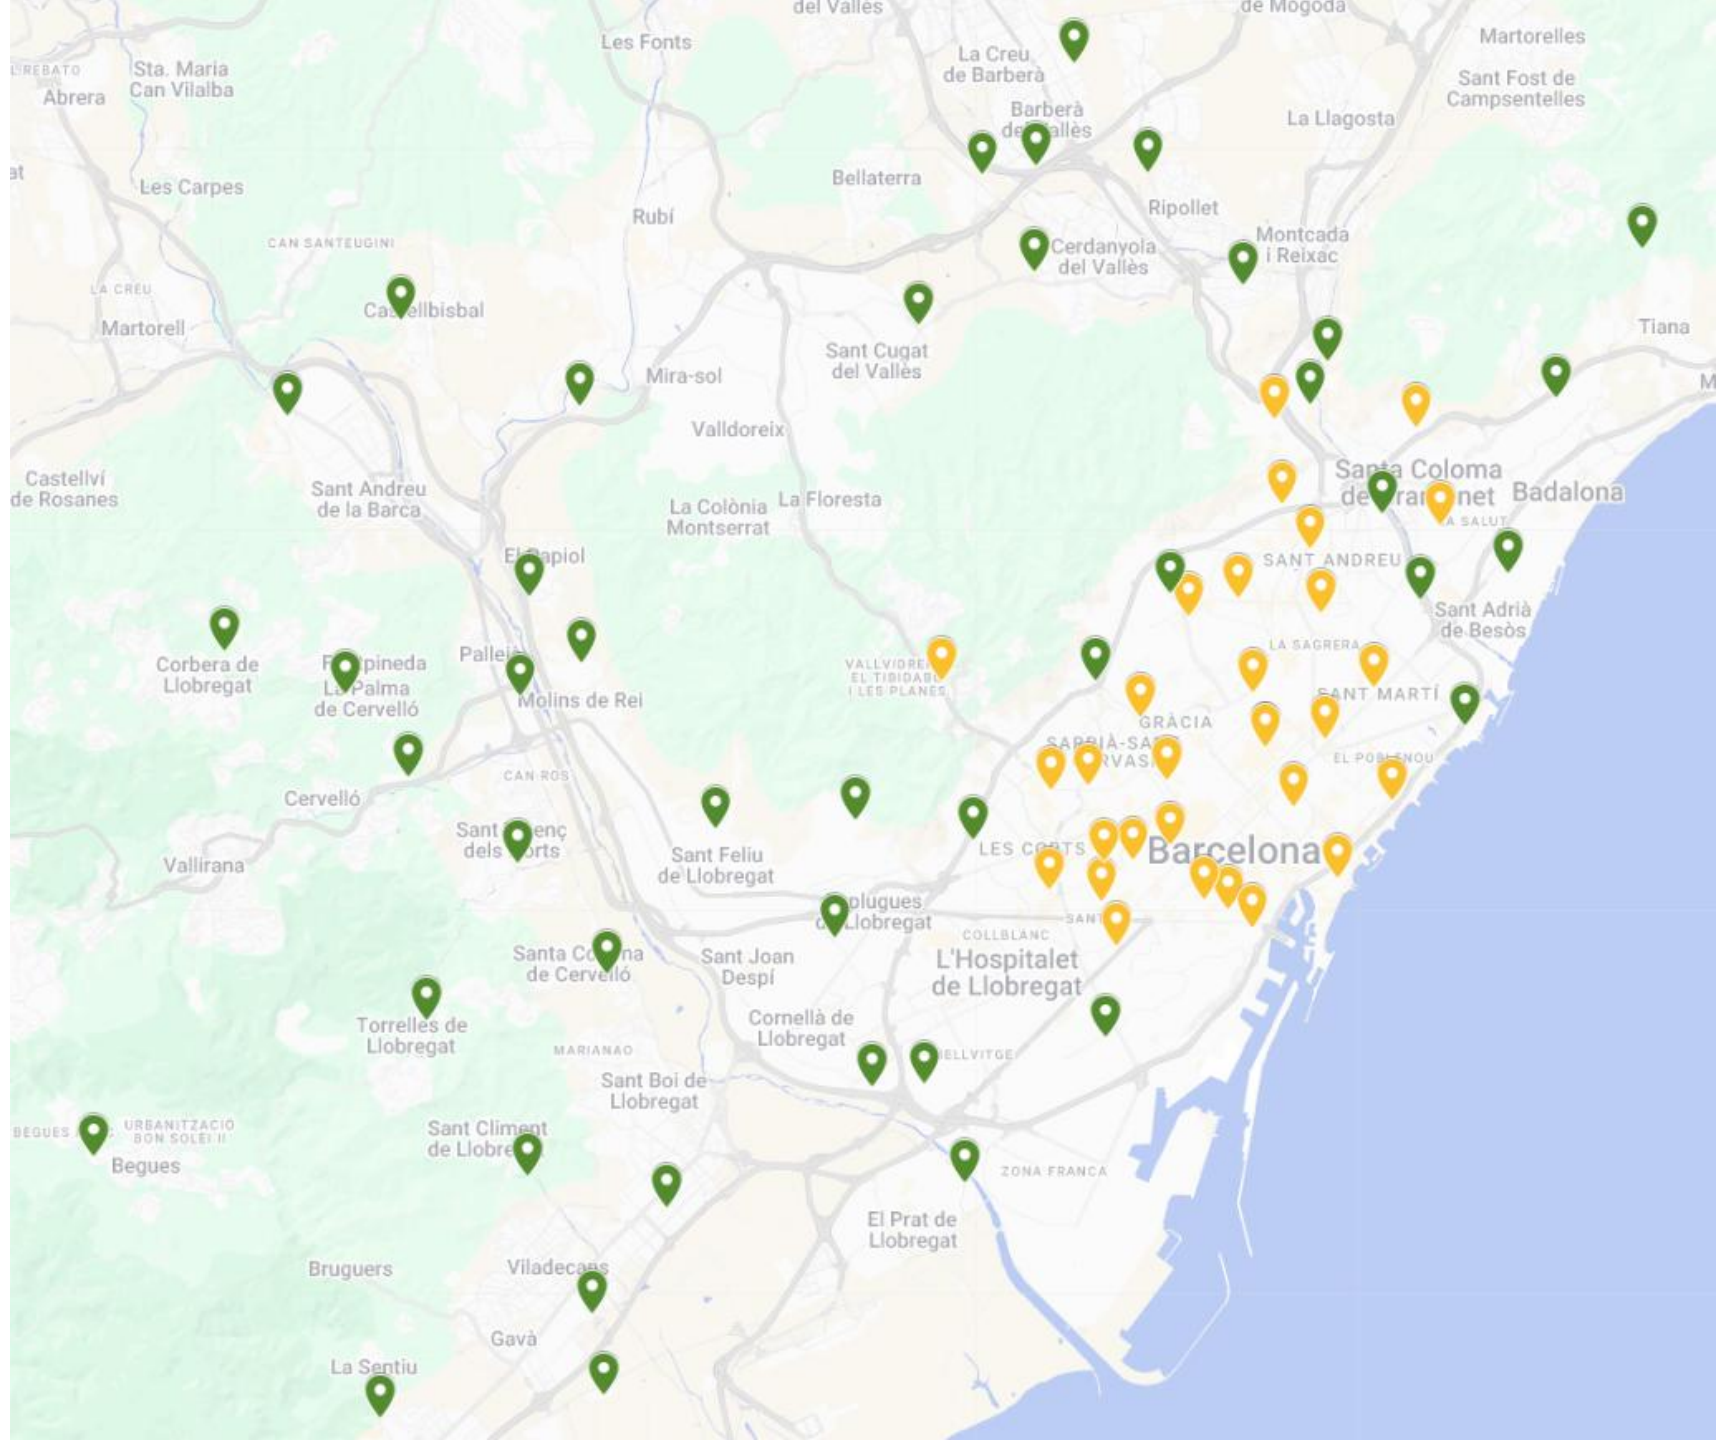 del Vallès
de Mogoda
Les Fonts
Martorelles
La Creu
de Barberà
Sta. Maria
Can Vilalba
Abrera
Sant Fost de
Campsentelles
Barberà
La Llagosta
at
Les Carpes
Bellaterra
Rubí
Ripollet
CAN SANTEUGINI
Montcada
i Reixac
Cerdanyola
del Vallès
LA CREU
Martorell
Tiana
Sant Cugat
del Vallès
Mira-sol
M
Valldoreix
Castellví
de Rosanes
Sant Andreu
de la Barca
La Colònia
Montserrat
La Floresta
Santa Coloma
Badalona
SALUT
SANT ANDREU
Sant Adrià
de Besòs
LA SAGRERA
Corbera de
Llobregat
La Palma
de Cervelló
Molins de Rei
EL TIBIDABO
I LES PLANES
SANT MARTÍ
GRÀCIA
CAN ROS
Cervelló
Vallirana
Sant Feliu
de Llobregat
LES CORTS
Barcelona
Llobregat
COLLBLANC
Santa Coloma
de Cervelló
Sant Joan
Despí
L'Hospitalet
de Llobregat
Torrelles de
Llobregat
Cornellà de
Llobregat
MARIANAO
Sant Boi de
Llobregat
BEGUES
URBANITZACIÓ
BON SOLEI II
Begues
Sant Climent
ZONA FRANCA
El Prat de
Llobregat
Bruguers
Viladecans
Gavà
La Sentiu